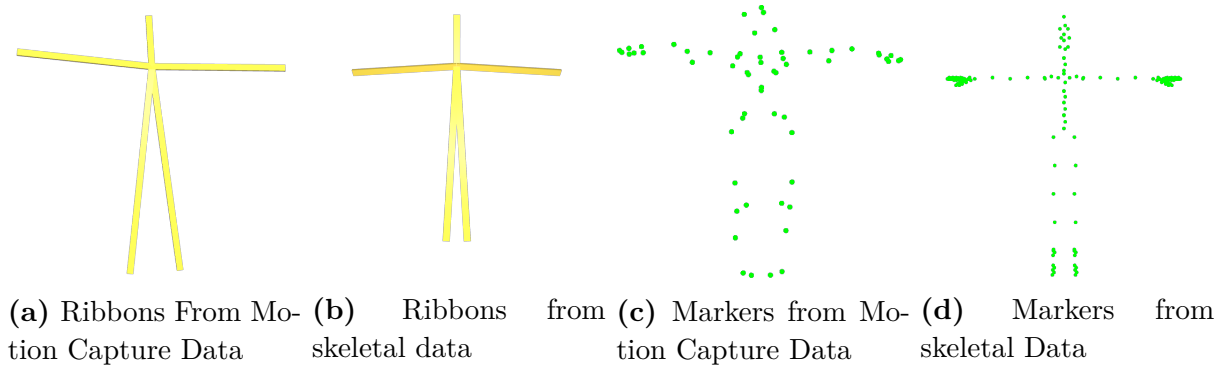 (a) Ribbons From Mo-
tion Capture Data
(b) Ribbons from
skeletal data
(c) Markers from Mo-
tion Capture Data
(d) Markers from
skeletal Data